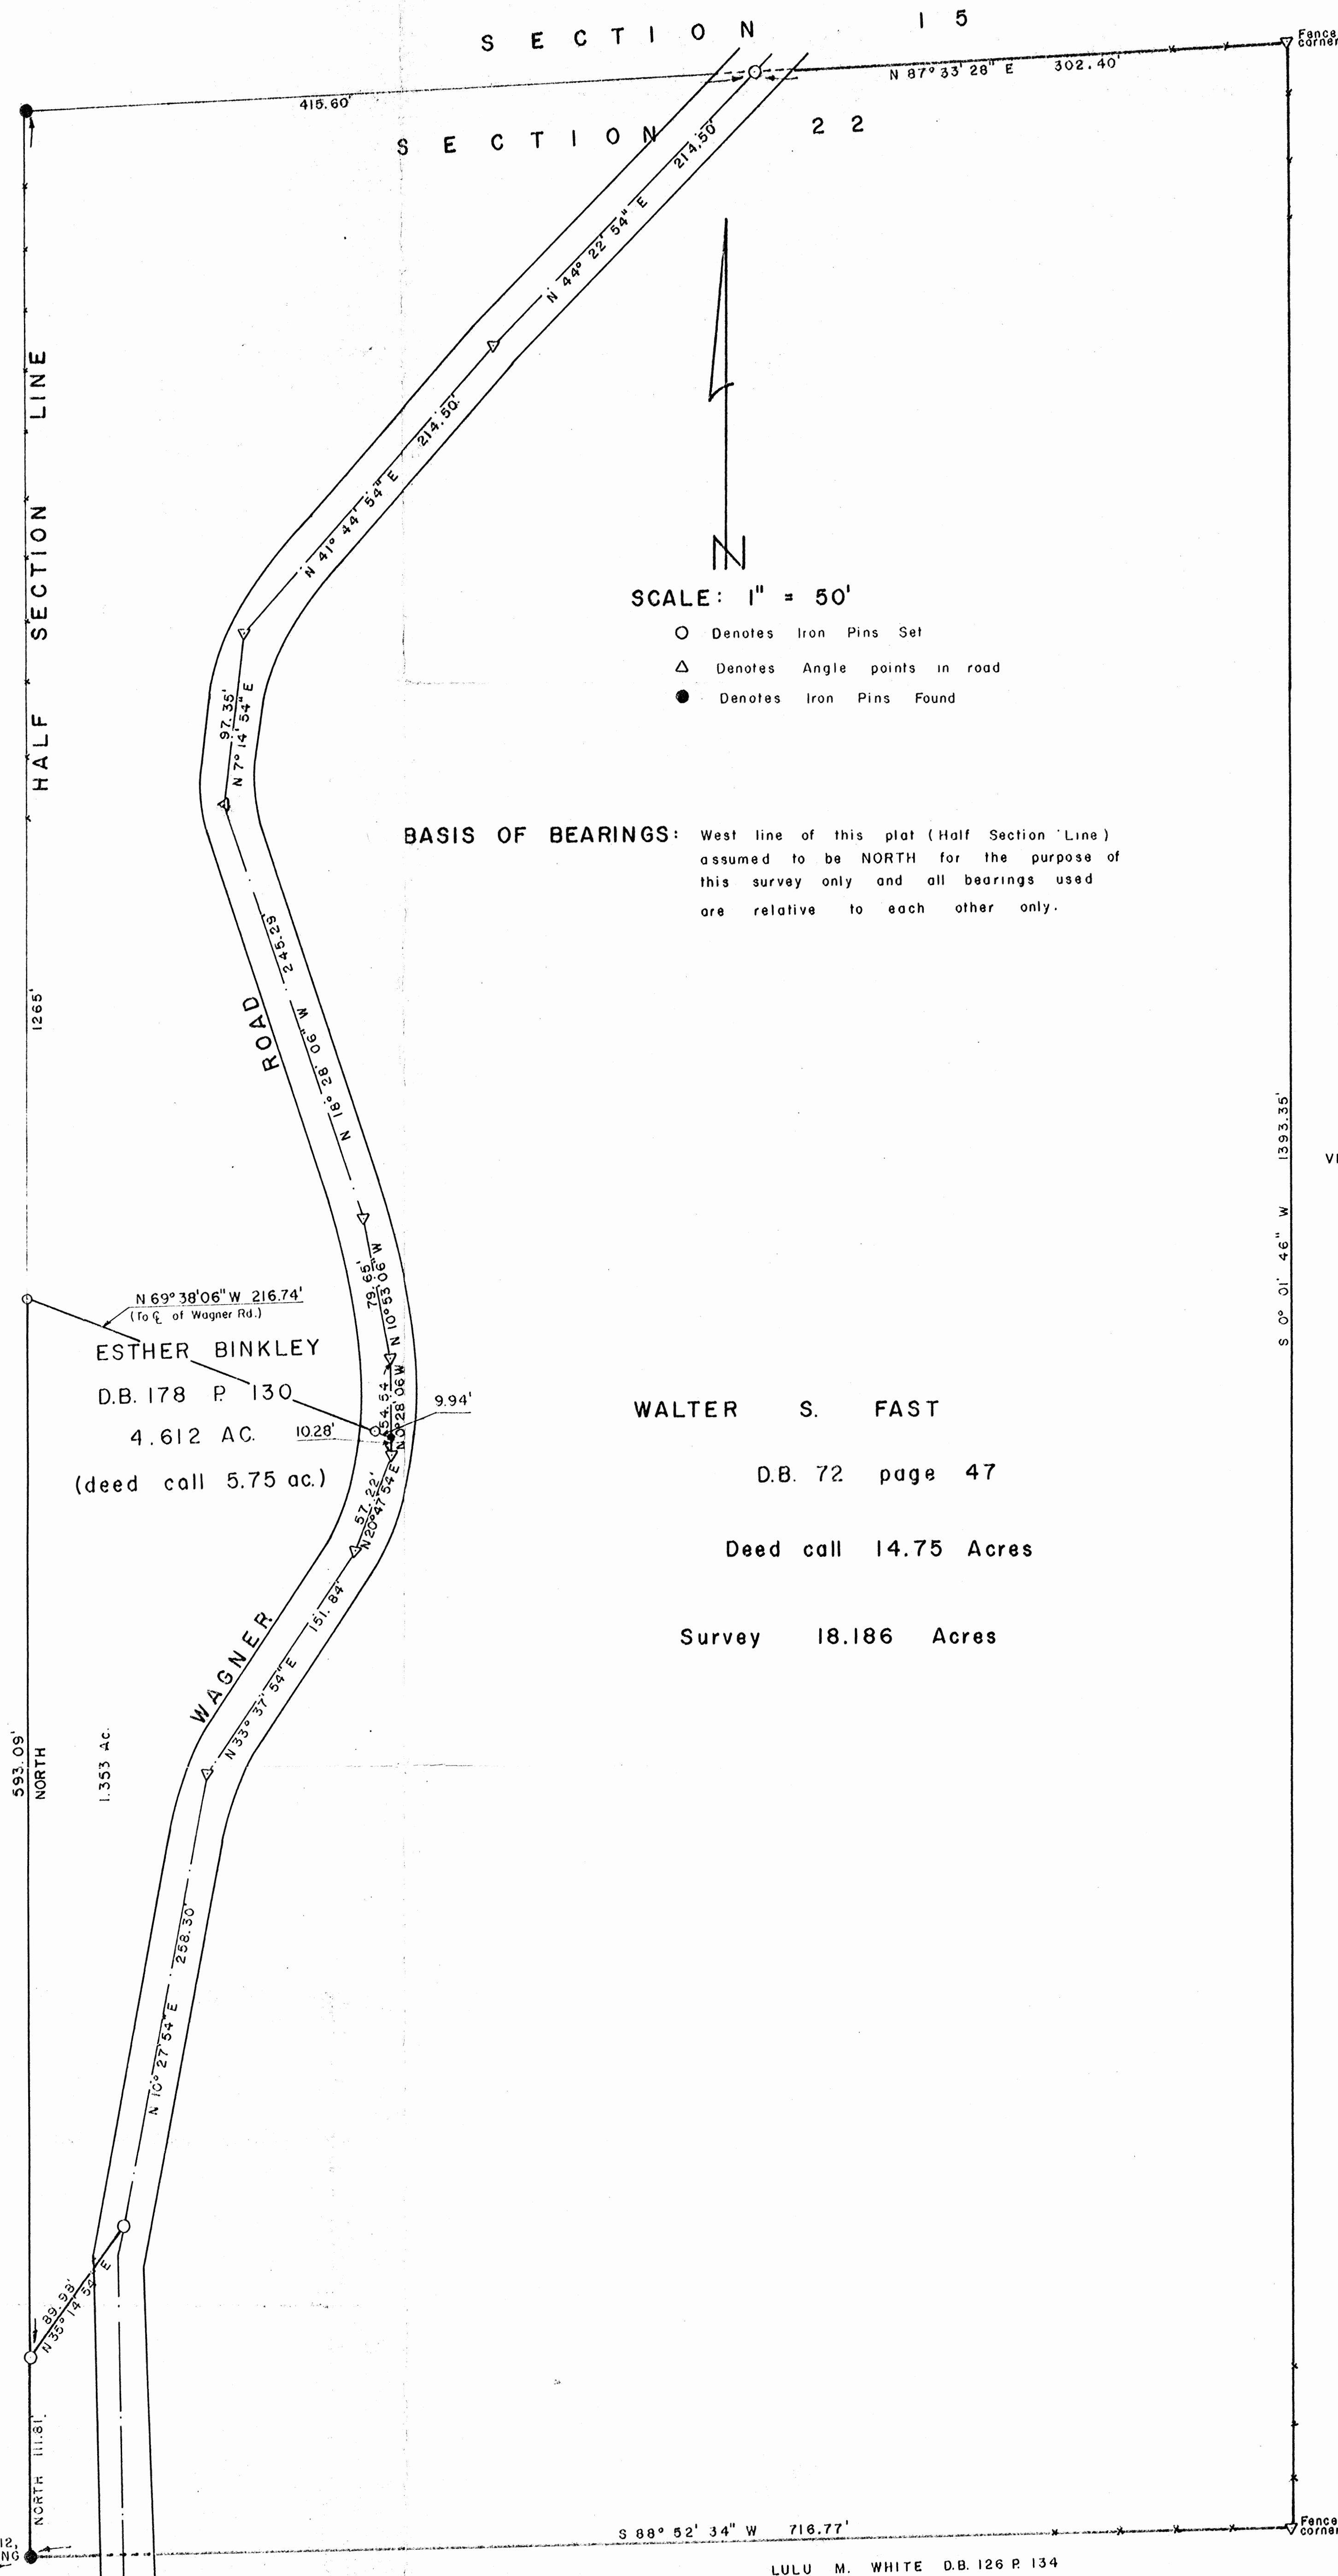 SECTION 15
Fence
corner
N 87° 33' 28" E 302.40'
415.60'
SECTION 22
214.50'
N 44° 22' 54" E
HALF SECTION LINE
214.50'
N 41° 44' 54" E
N
SCALE: 1" = 50'
○ Denotes Iron Pins Set
△ Denotes Angle points in road
● Denotes Iron Pins Found
97.35'
N 7° 14' 54" E
BASIS OF BEARINGS: West line of this plat (Half Section Line)
assumed to be NORTH for the purpose of
this survey only and all bearings used
are relative to each other only.
245.29'
N 18° 28' 06" W
ROAD
1265'
S 0° 01' 46" W 1393.35'
VI
79.65'
N 10° 53' 06" W
N 69° 38' 06" W 216.74'
(To ℄ of Wagner Rd.)
ESTHER BINKLEY
D.B. 178 P. 130
4.612 AC.
(deed call 5.75 ac.)
54.54
N 0° 28' 06 W
9.94'
10.28'
WALTER S. FAST
D.B. 72 page 47
Deed call 14.75 Acres
Survey 18.186 Acres
57.22'
N 20° 47' 54 E
151.84'
N 33° 37' 54" E
WAGNER
593.09'
NORTH
1.353 AC.
258.30'
N 10° 27' 54" E
89.98'
N 35° 14' 54" E
NORTH 111.81'
12,
NG
S 88° 52' 34" W 716.77'
Fence
corner
LULU M. WHITE D.B. 126 P. 134